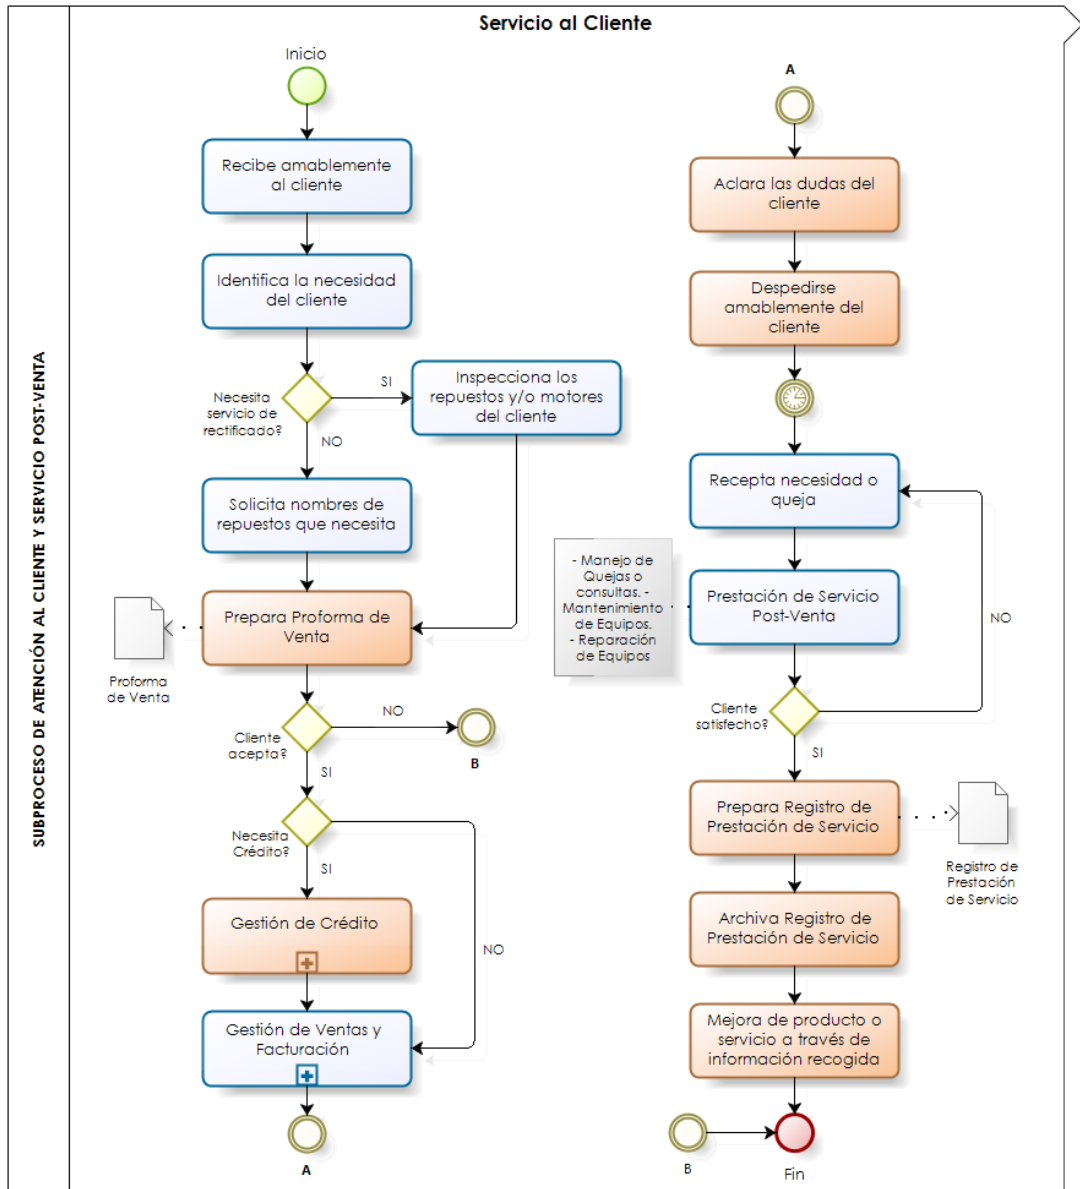 Servicio al Cliente
SUBPROCESO DE ATENCIÓN AL CLIENTE Y SERVICIO POST-VENTA
Inicio
Recibe amablemente
al cliente
Identifica la necesidad
del cliente
Necesita
servicio de
rectificado?
SI
Inspecciona los
repuestos y/o motores
del cliente
NO
Solicita nombres de
repuestos que necesita
Prepara Proforma de
Venta
Proforma
de Venta
Cliente
acepta?
NO
B
SI
Necesita
Crédito?
SI
NO
Gestión de Crédito
Gestión de Ventas y
Facturación
A
A
Aclara las dudas del
cliente
Despedirse
amablemente del
cliente
Recepta necesidad o
queja
- Manejo de
Quejas o
consultas. -
Mantenimiento
de Equipos.
- Reparación
de Equipos
Prestación de Servicio
Post-Venta
NO
Cliente
satisfecho?
SI
Prepara Registro de
Prestación de Servicio
Registro de
Prestación
de Servicio
Archiva Registro de
Prestación de Servicio
Mejora de producto o
servicio a través de
información recogida
B
Fin